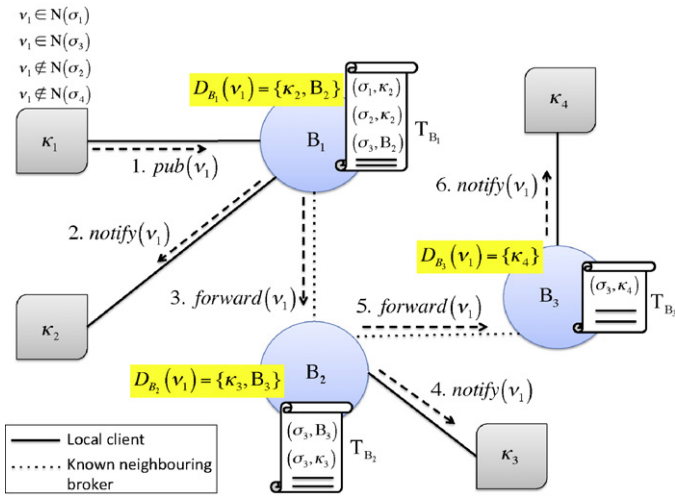 ν₁ ∈ N(σ₁)
ν₁ ∈ N(σ₃)
ν₁ ∉ N(σ₂)
ν₁ ∉ N(σ₄)
D_B₁(ν₁) = {κ₂, B₂}
(σ₁, κ₂)
(σ₂, κ₂)
(σ₃, B₂)
T_B₁
κ₁
B₁
κ₄
1. pub(ν₁)
6. notify(ν₁)
2. notify(ν₁)
D_B₃(ν₁) = {κ₄}
(σ₃, κ₄)
T_B₃
B₃
3. forward(ν₁)
5. forward(ν₁)
κ₂
B₂
D_B₂(ν₁) = {κ₃, B₃}
4. notify(ν₁)
(σ₃, B₃)
(σ₃, κ₃)
T_B₂
κ₃
Local client
Known neighbouring
broker